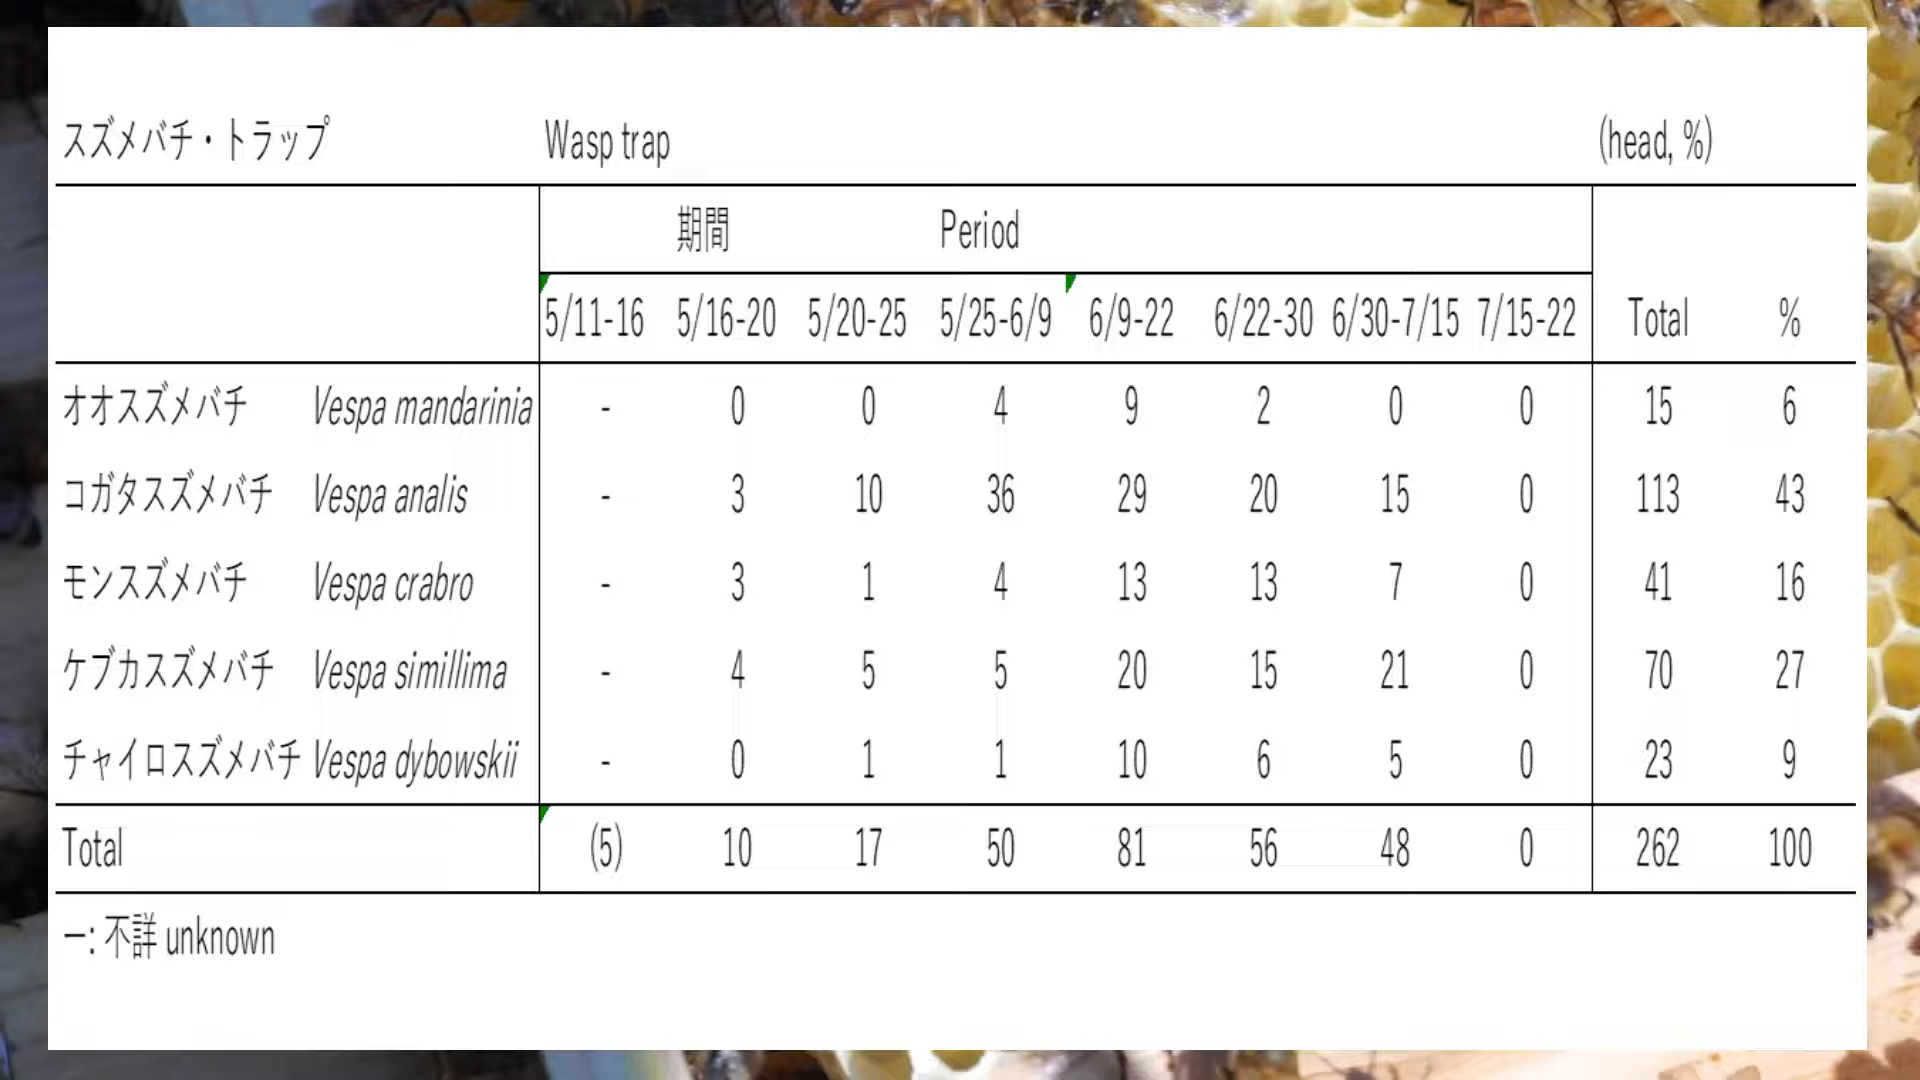 スズメバチ・トラップ Wasp trap (head, %)
期間 Period
5/11-16 5/16-20 5/20-25 5/25-6/9 6/9-22 6/22-30 6/30-7/15 7/15-22 Total %
オオスズメバチ Vespa mandarinia - 0 0 4 9 2 0 0 15 6
コガタスズメバチ Vespa analis - 3 10 36 29 20 15 0 113 43
モンスズメバチ Vespa crabro - 3 1 4 13 13 7 0 41 16
ケブカスズメバチ Vespa simillima - 4 5 5 20 15 21 0 70 27
チャイロスズメバチ Vespa dybowskii - 0 1 1 10 6 5 0 23 9
Total (5) 10 17 50 81 56 48 0 262 100
ー: 不詳 unknown